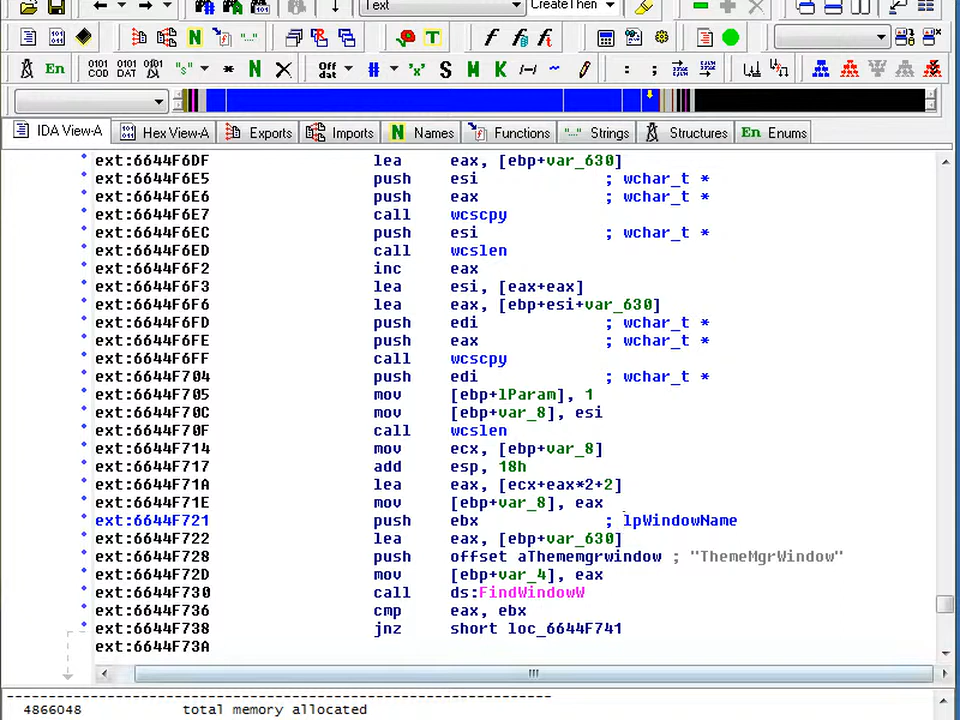 Text
CreateThen
N
"..."
T
f f f
En
0101 COD
0101 DAT
"s"
*
N
Off dat
#
'x'
S
M
K
~
:
;
IDA View-A
Hex View-A
Exports
N Names
Imports
Functions
"..." Strings
Structures
En Enums
ext:6644F6DF lea eax, [ebp+var_630]
ext:6644F6E5 push esi ; wchar_t *
ext:6644F6E6 push eax ; wchar_t *
ext:6644F6E7 call wcscpy
ext:6644F6EC push esi ; wchar_t *
ext:6644F6ED call wcslen
ext:6644F6F2 inc eax
ext:6644F6F3 lea esi, [eax+eax]
ext:6644F6F6 lea eax, [ebp+esi+var_630]
ext:6644F6FD push edi ; wchar_t *
ext:6644F6FE push eax ; wchar_t *
ext:6644F6FF call wcscpy
ext:6644F704 push edi ; wchar_t *
ext:6644F705 mov [ebp+lParam], 1
ext:6644F70C mov [ebp+var_8], esi
ext:6644F70F call wcslen
ext:6644F714 mov ecx, [ebp+var_8]
ext:6644F717 add esp, 18h
ext:6644F71A lea eax, [ecx+eax*2+2]
ext:6644F71E mov [ebp+var_8], eax
ext:6644F721 push ebx ; lpWindowName
ext:6644F722 lea eax, [ebp+var_630]
ext:6644F728 push offset aThememgrwindow ; "ThemeMgrWindow"
ext:6644F72D mov [ebp+var_4], eax
ext:6644F730 call ds:FindWindowW
ext:6644F736 cmp eax, ebx
ext:6644F738 jnz short loc_6644F741
ext:6644F73A
4866048 total memory allocated